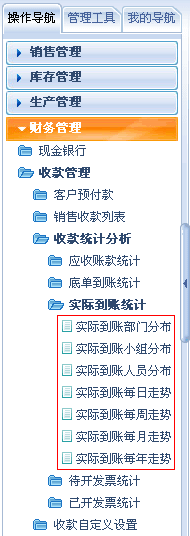 操作导航 管理工具 我的导航
销售管理
库存管理
生产管理
财务管理
现金银行
收款管理
客户预付款
销售收款列表
收款统计分析
应收账款统计
底单到账统计
实际到账统计
实际到账部门分布
实际到账小组分布
实际到账人员分布
实际到账每日走势
实际到账每周走势
实际到账每月走势
实际到账每年走势
待开发票统计
已开发票统计
收款自定义设置